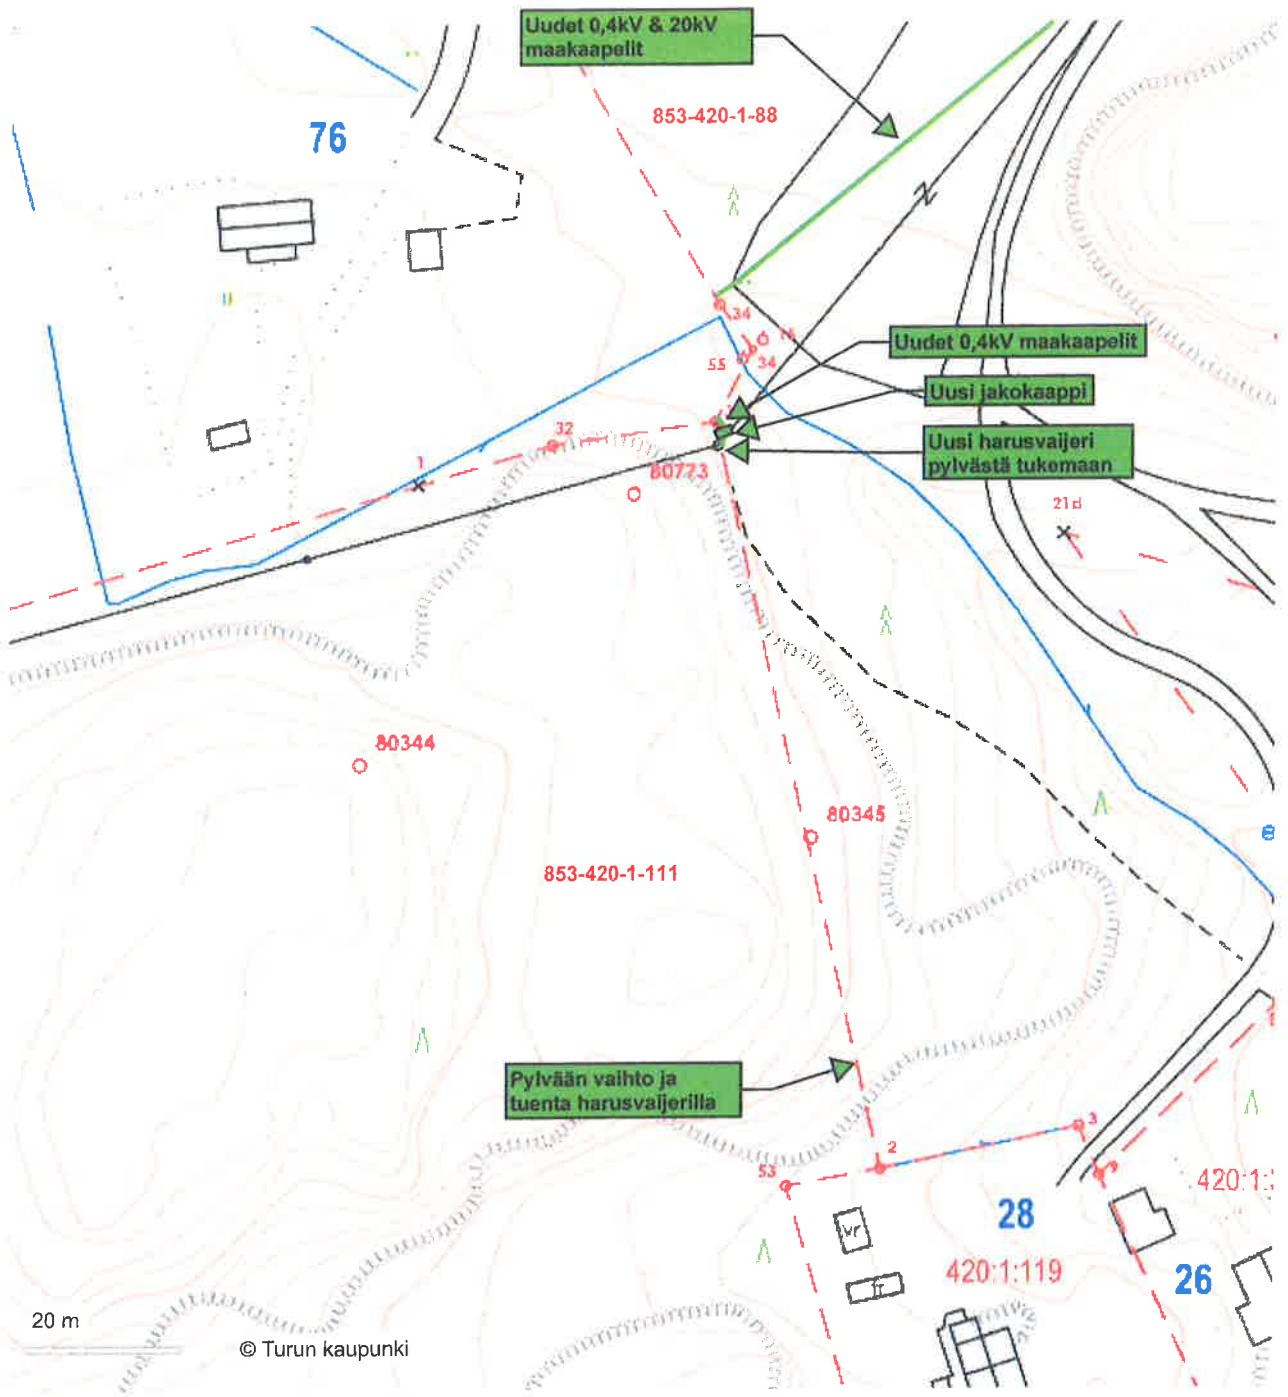 Uudet 0,4kV & 20kV
maakaapelit
853-420-1-88
76
34
55
34
Uudet 0,4kV maakaapelit
Uusi jakokaappi
Uusi harusvaijeri
pylvästä tukemaan
32
1
80773
21d
80344
80345
853-420-1-111
Pylvään vaihto ja
tuenta harusvaijerilla
2
3
53
28
420:1:119
26
20 m
© Turun kaupunki